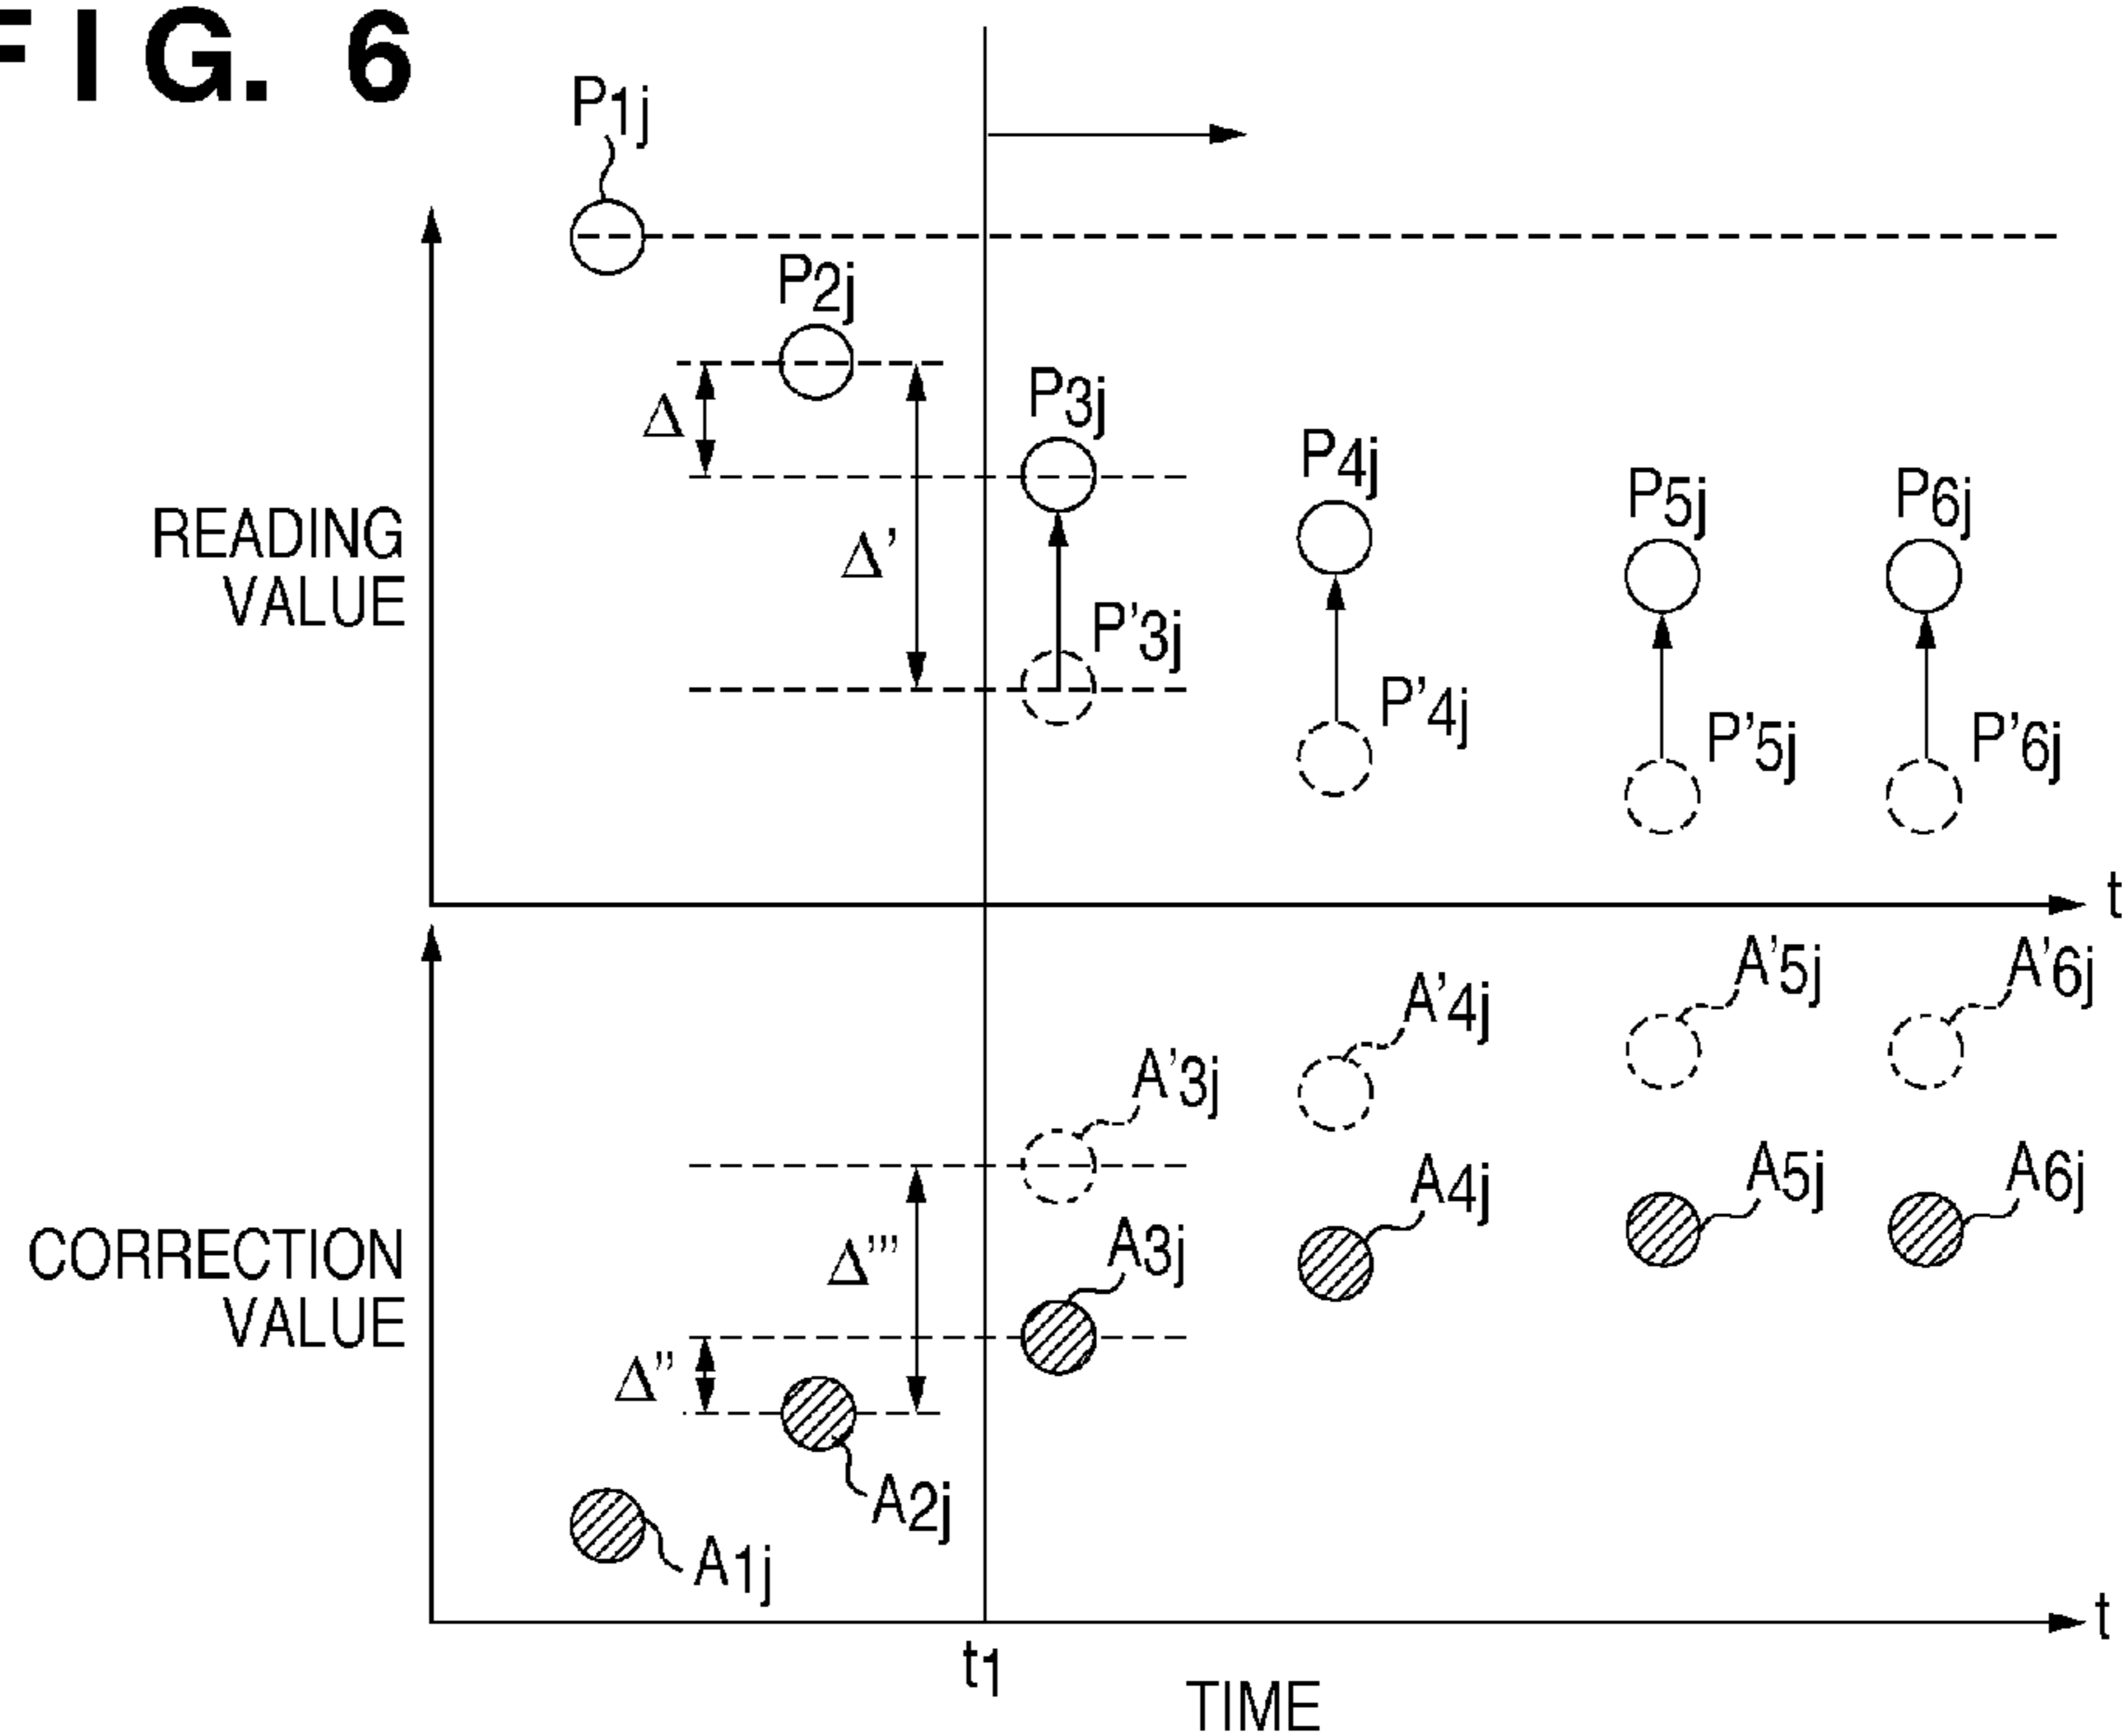 FIG. 6
P1j
P2j
Δ
P3j
P4j
P5j
P6j
READING
VALUE
Δ'
P'3j
P'4j
P'5j
P'6j
t
A'3j
A'4j
A'5j
A'6j
CORRECTION
VALUE
Δ'''
A3j
A4j
A5j
A6j
Δ''
A2j
A1j
t
t1
TIME